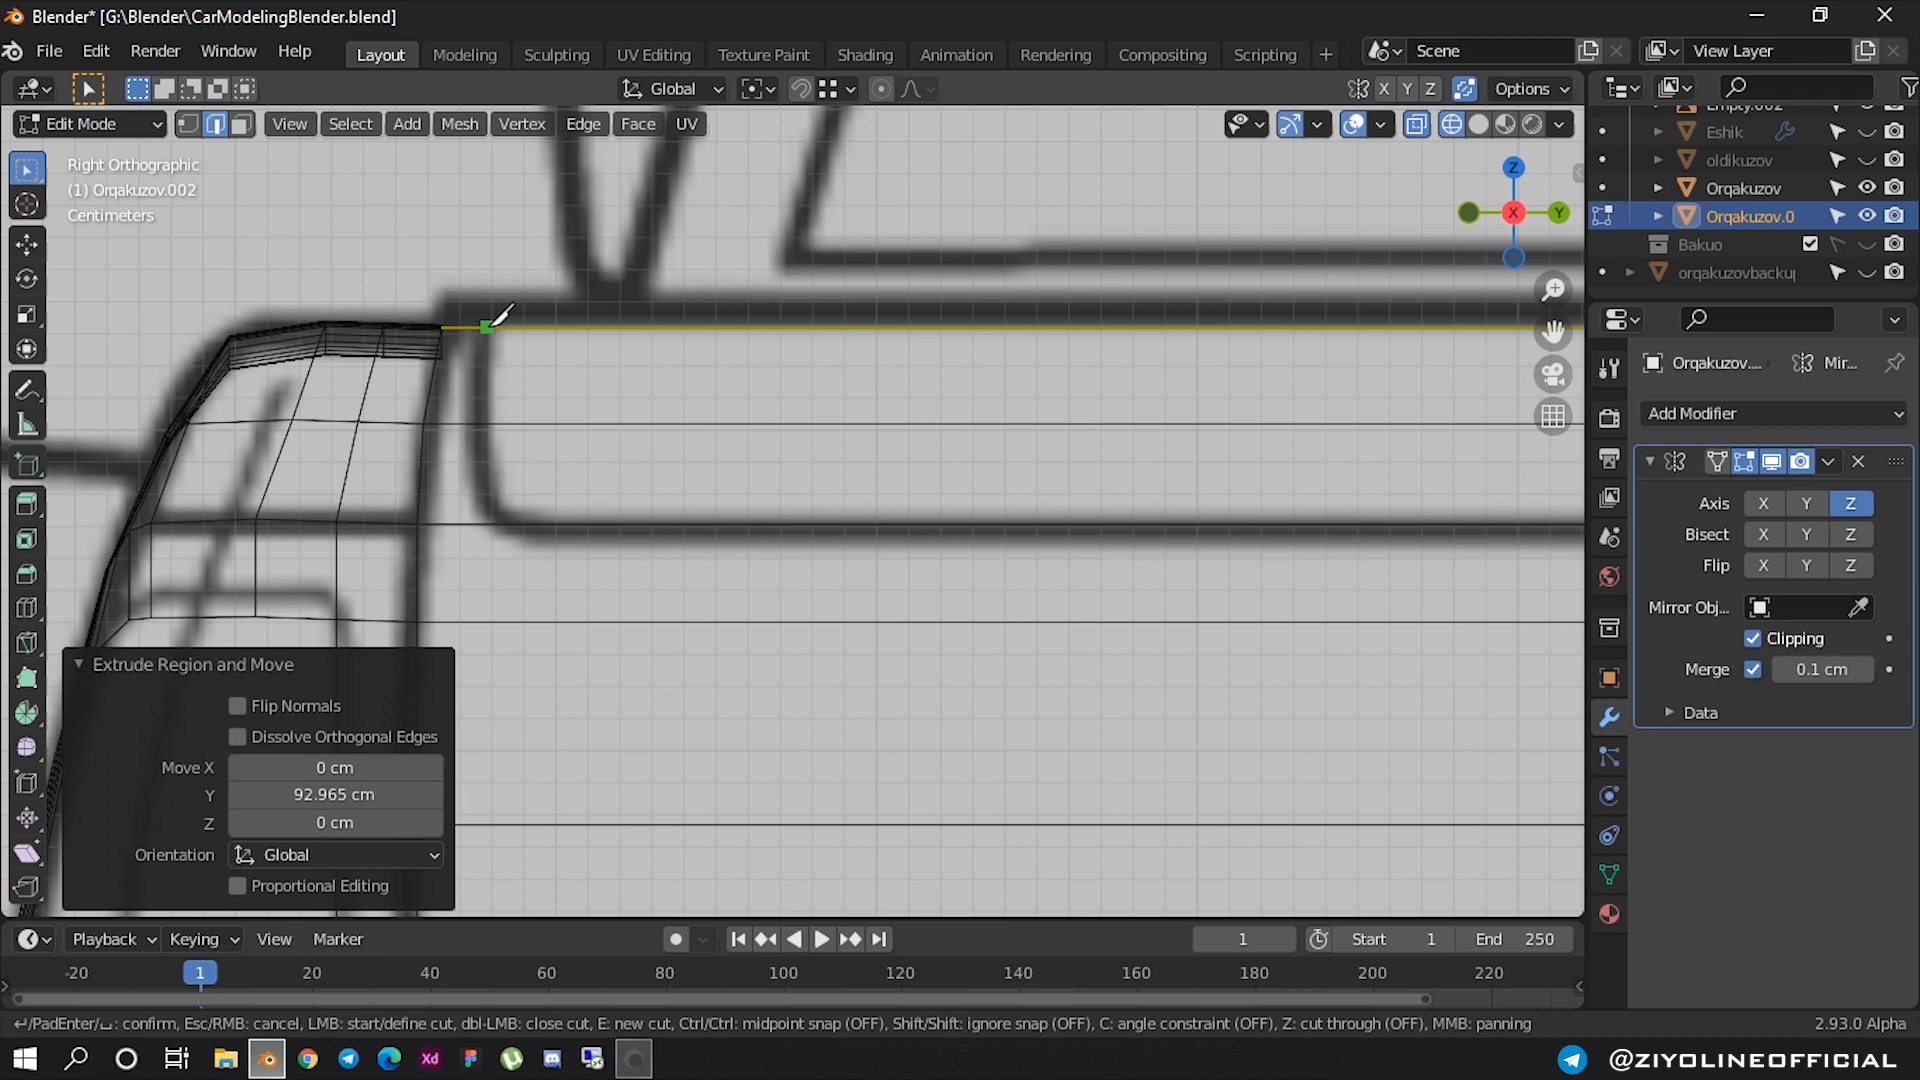 Blender* [G:\Blender\CarModelingBlender.blend]
File Edit Render Window Help
Layout Modeling Sculpting UV Editing Texture Paint Shading Animation Rendering Compositing Scripting +
Scene
View Layer
Global
X Y Z
Options
Edit Mode
View Select Add Mesh Vertex Edge Face UV
Right Orthographic
(1) Orqakuzov.002
Centimeters
Z
X
Y
Empty.002
Eshik
oldikuzov
Orqakuzov
Orqakuzov.0
Bakuo
orqakuzovbackup
Orqakuzov....
Mir...
Add Modifier
Axis X Y Z
Bisect X Y Z
Flip X Y Z
Mirror Obj...
Clipping
Merge 0.1 cm
Data
Extrude Region and Move
Flip Normals
Dissolve Orthogonal Edges
Move X 0 cm
Y 92.965 cm
Z 0 cm
Orientation Global
Proportional Editing
Playback Keying View Marker
1
Start 1
End 250
-20 1 20 40 60 80 100 120 140 160 180 200 220
/PadEnter/ : confirm, Esc/RMB: cancel, LMB: start/define cut, dbl-LMB: close cut, E: new cut, Ctrl/Ctrl: midpoint snap (OFF), Shift/Shift: ignore snap (OFF), C: angle constraint (OFF), Z: cut through (OFF), MMB: panning
2.93.0 Alpha
Xd
@ZIYOLINEOFFICIAL